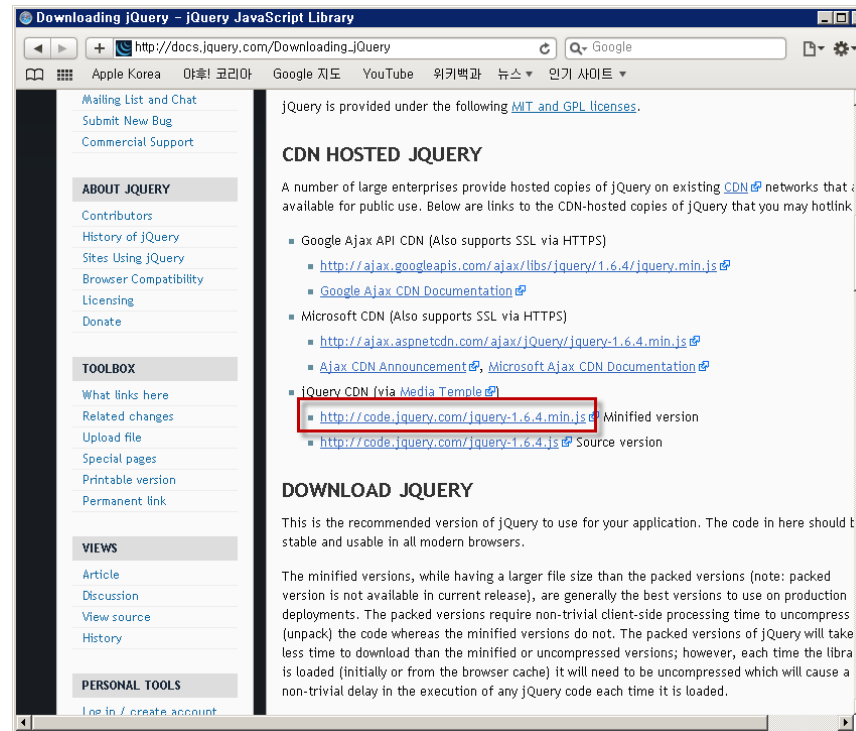 Downloading jQuery – jQuery JavaScript Library
http://docs.jquery.com/Downloading_jQuery
Google
Apple Korea 야후! 코리아 Google 지도 YouTube 위키백과 뉴스 인기 사이트
Mailing List and Chat
Submit New Bug
Commercial Support
ABOUT JQUERY
Contributors
History of jQuery
Sites Using jQuery
Browser Compatibility
Licensing
Donate
TOOLBOX
What links here
Related changes
Upload file
Special pages
Printable version
Permanent link
VIEWS
Article
Discussion
View source
History
PERSONAL TOOLS
Log in / create account
jQuery is provided under the following MIT and GPL licenses.
CDN HOSTED JQUERY
A number of large enterprises provide hosted copies of jQuery on existing CDN networks that
available for public use. Below are links to the CDN-hosted copies of jQuery that you may hotlink
Google Ajax API CDN (Also supports SSL via HTTPS)
http://ajax.googleapis.com/ajax/libs/jquery/1.6.4/jquery.min.js
Google Ajax CDN Documentation
Microsoft CDN (Also supports SSL via HTTPS)
http://ajax.aspnetcdn.com/ajax/jQuery/jquery-1.6.4.min.js
Ajax CDN Announcement, Microsoft Ajax CDN Documentation
jQuery CDN (via Media Temple)
http://code.jquery.com/jquery-1.6.4.min.js Minified version
http://code.jquery.com/jquery-1.6.4.js Source version
DOWNLOAD JQUERY
This is the recommended version of jQuery to use for your application. The code in here should
stable and usable in all modern browsers.
The minified versions, while having a larger file size than the packed versions (note: packed
version is not available in current release), are generally the best versions to use on production
deployments. The packed versions require non-trivial client-side processing time to uncompress
(unpack) the code whereas the minified versions do not. The packed versions of jQuery will take
less time to download than the minified or uncompressed versions; however, each time the libra
is loaded (initially or from the browser cache) it will need to be uncompressed which will cause a
non-trivial delay in the execution of any jQuery code each time it is loaded.